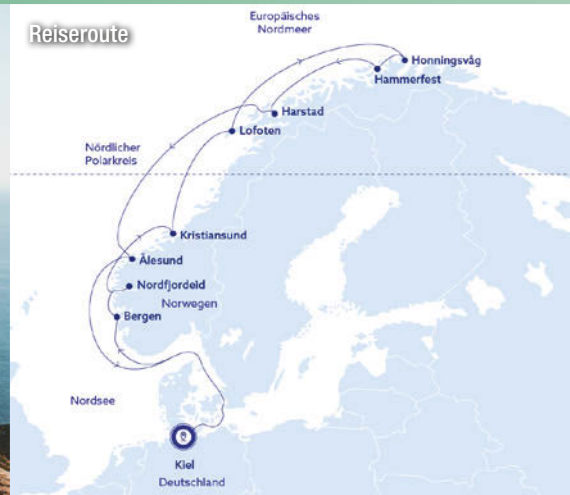 Reiseroute
Europäisches
Nordmeer
Honningsvåg
Hammerfest
Harstad
Lofoten
Nördlicher
Polarkreis
Kristiansund
Ålesund
Nordfjordeid
Norwegen
Bergen
Nordsee
Kiel
Deutschland